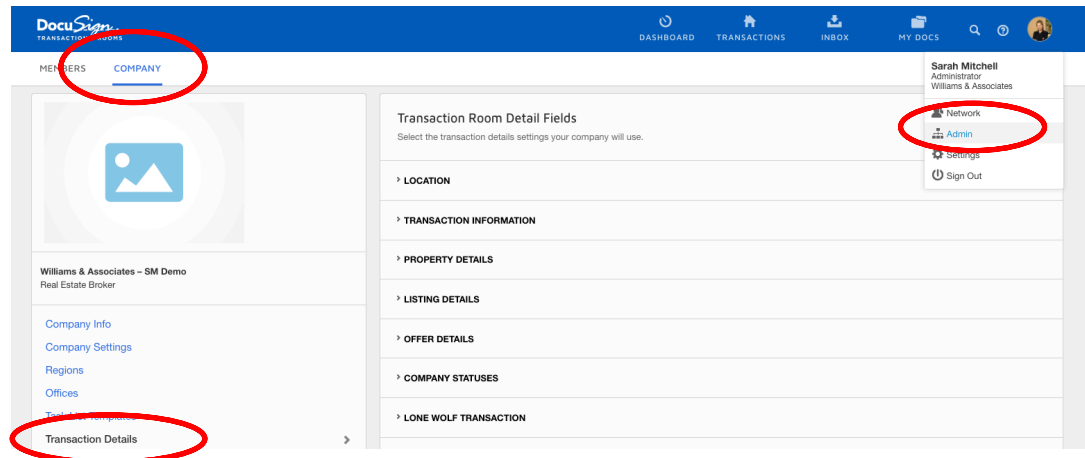 DocuSign
TRANSACTION ROOMS
DASHBOARD
TRANSACTIONS
INBOX
MY DOCS
MEMBERS
COMPANY
Sarah Mitchell
Administrator
Williams & Associates
Network
Admin
Settings
Sign Out
Transaction Room Detail Fields
Select the transaction details settings your company will use.
LOCATION
TRANSACTION INFORMATION
PROPERTY DETAILS
LISTING DETAILS
OFFER DETAILS
COMPANY STATUSES
LONE WOLF TRANSACTION
Williams & Associates – SM Demo
Real Estate Broker
Company Info
Company Settings
Regions
Offices
Task List Templates
Transaction Details